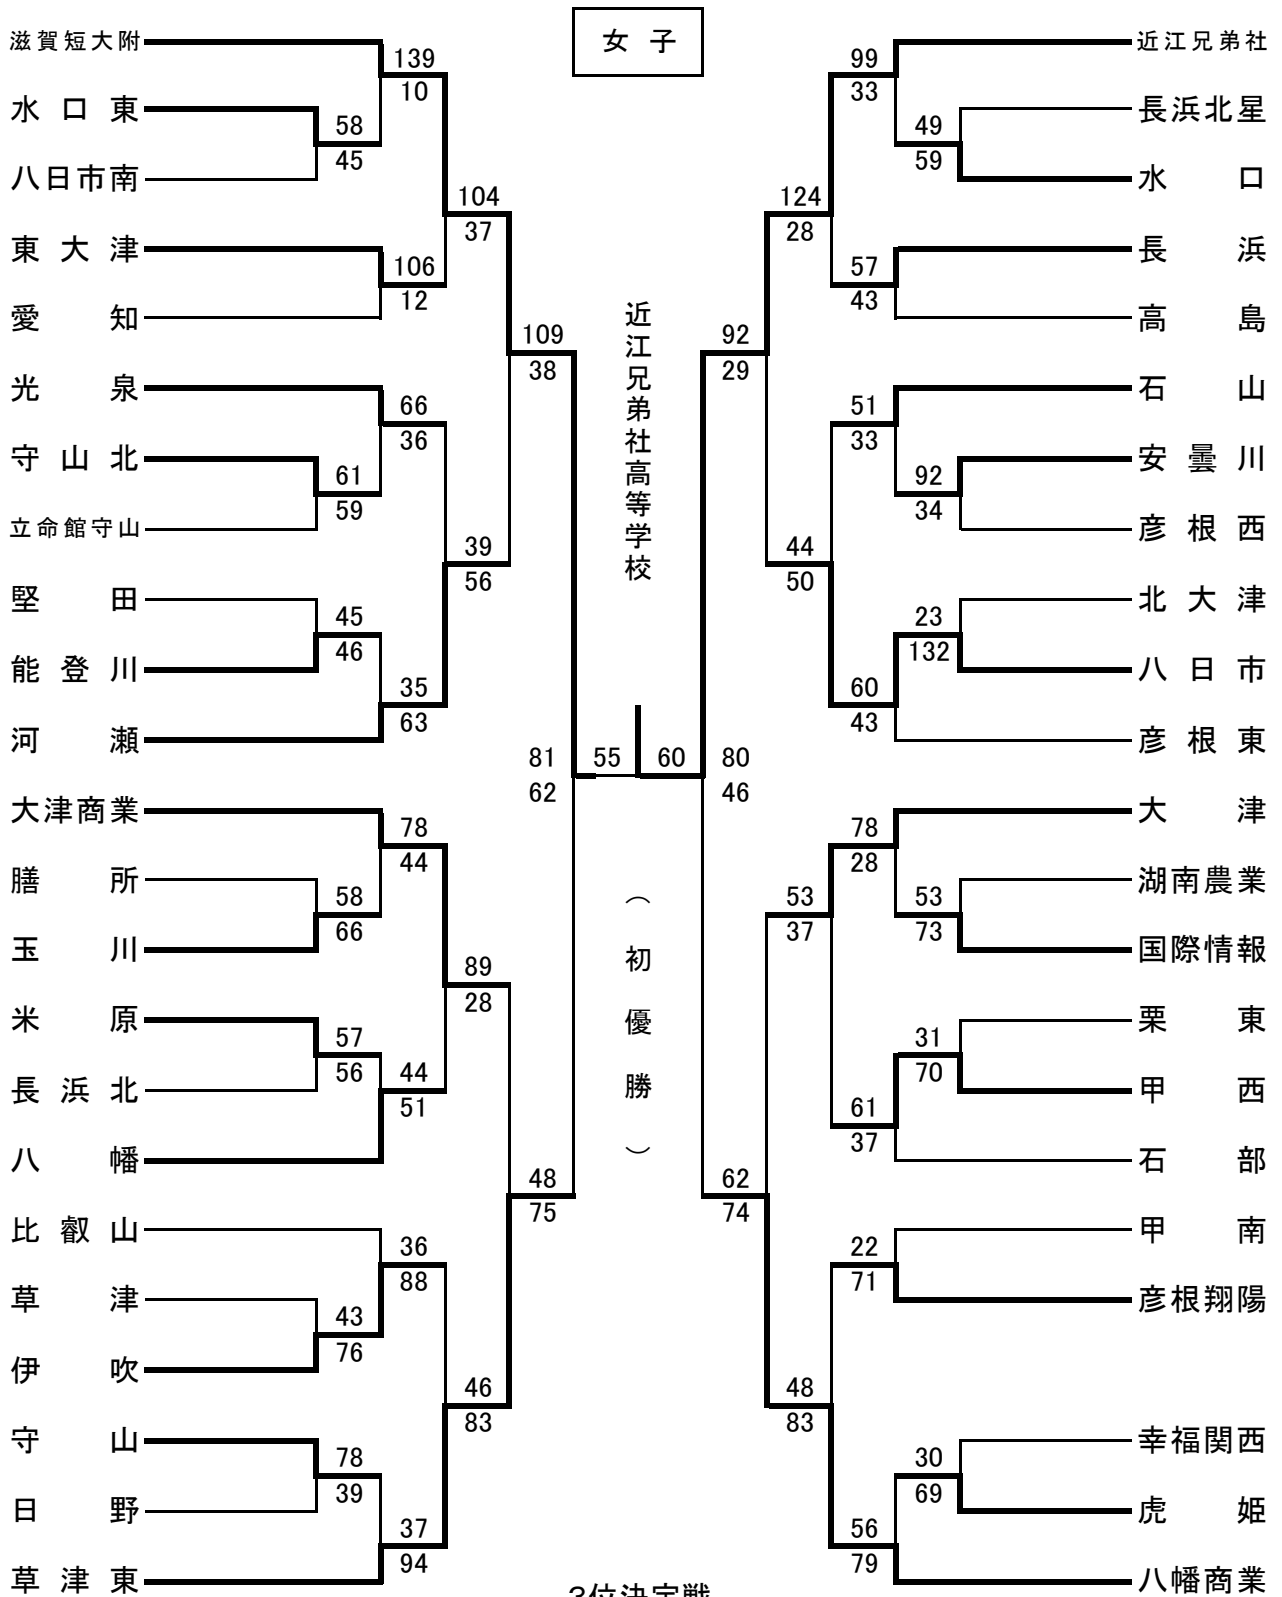 女子
滋賀短大附
水口東
八日市南
東大津
愛知
光泉
守山北
立命館守山
堅田
能登川
河瀬
大津商業
膳所
玉川
米原
長浜北
八幡
比叡山
草津
伊吹
守山
日野
草津東
58
45
61
59
45
46
58
66
57
56
43
76
78
39
139
10
106
12
66
36
35
63
78
44
44
51
36
88
37
94
104
37
39
56
89
28
46
83
109
38
48
75
81
62
55
60
80
46
近江兄弟社高等学校
（初優勝）
92
29
62
74
124
28
44
50
53
37
48
83
99
33
57
43
51
33
60
43
78
28
61
37
22
71
56
79
49
59
92
34
23
132
53
73
31
70
30
69
近江兄弟社
長浜北星
水口
長浜
高島
石山
安曇川
彦根西
北大津
八日市
彦根東
大津
湖南農業
国際情報
栗東
甲西
石部
甲南
彦根翔陽
幸福関西
虎姫
八幡商業
3位決定戦